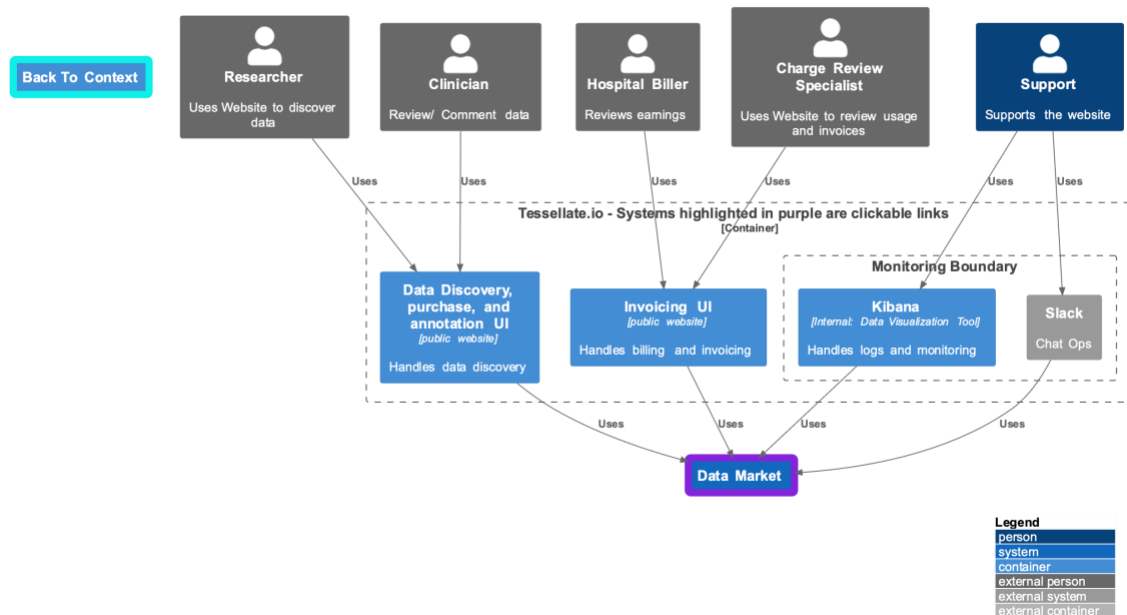 Back To Context
Researcher
Uses Website to discover
data
Clinician
Review/ Comment data
Hospital Biller
Reviews earnings
Charge Review
Specialist
Uses Website to review usage
and invoices
Support
Supports the website
Uses
Uses
Uses
Uses
Uses
Uses
Tessellate.io - Systems highlighted in purple are clickable links
[Container]
Monitoring Boundary
Data Discovery,
purchase, and
annotation UI
[public website]
Handles data discovery
Invoicing UI
[public website]
Handles billing and invoicing
Kibana
[Internal: Data Visualization Tool]
Handles logs and monitoring
Slack
Chat Ops
Uses
Uses
Uses
Uses
Data Market
Legend
person
system
container
external person
external system
external container